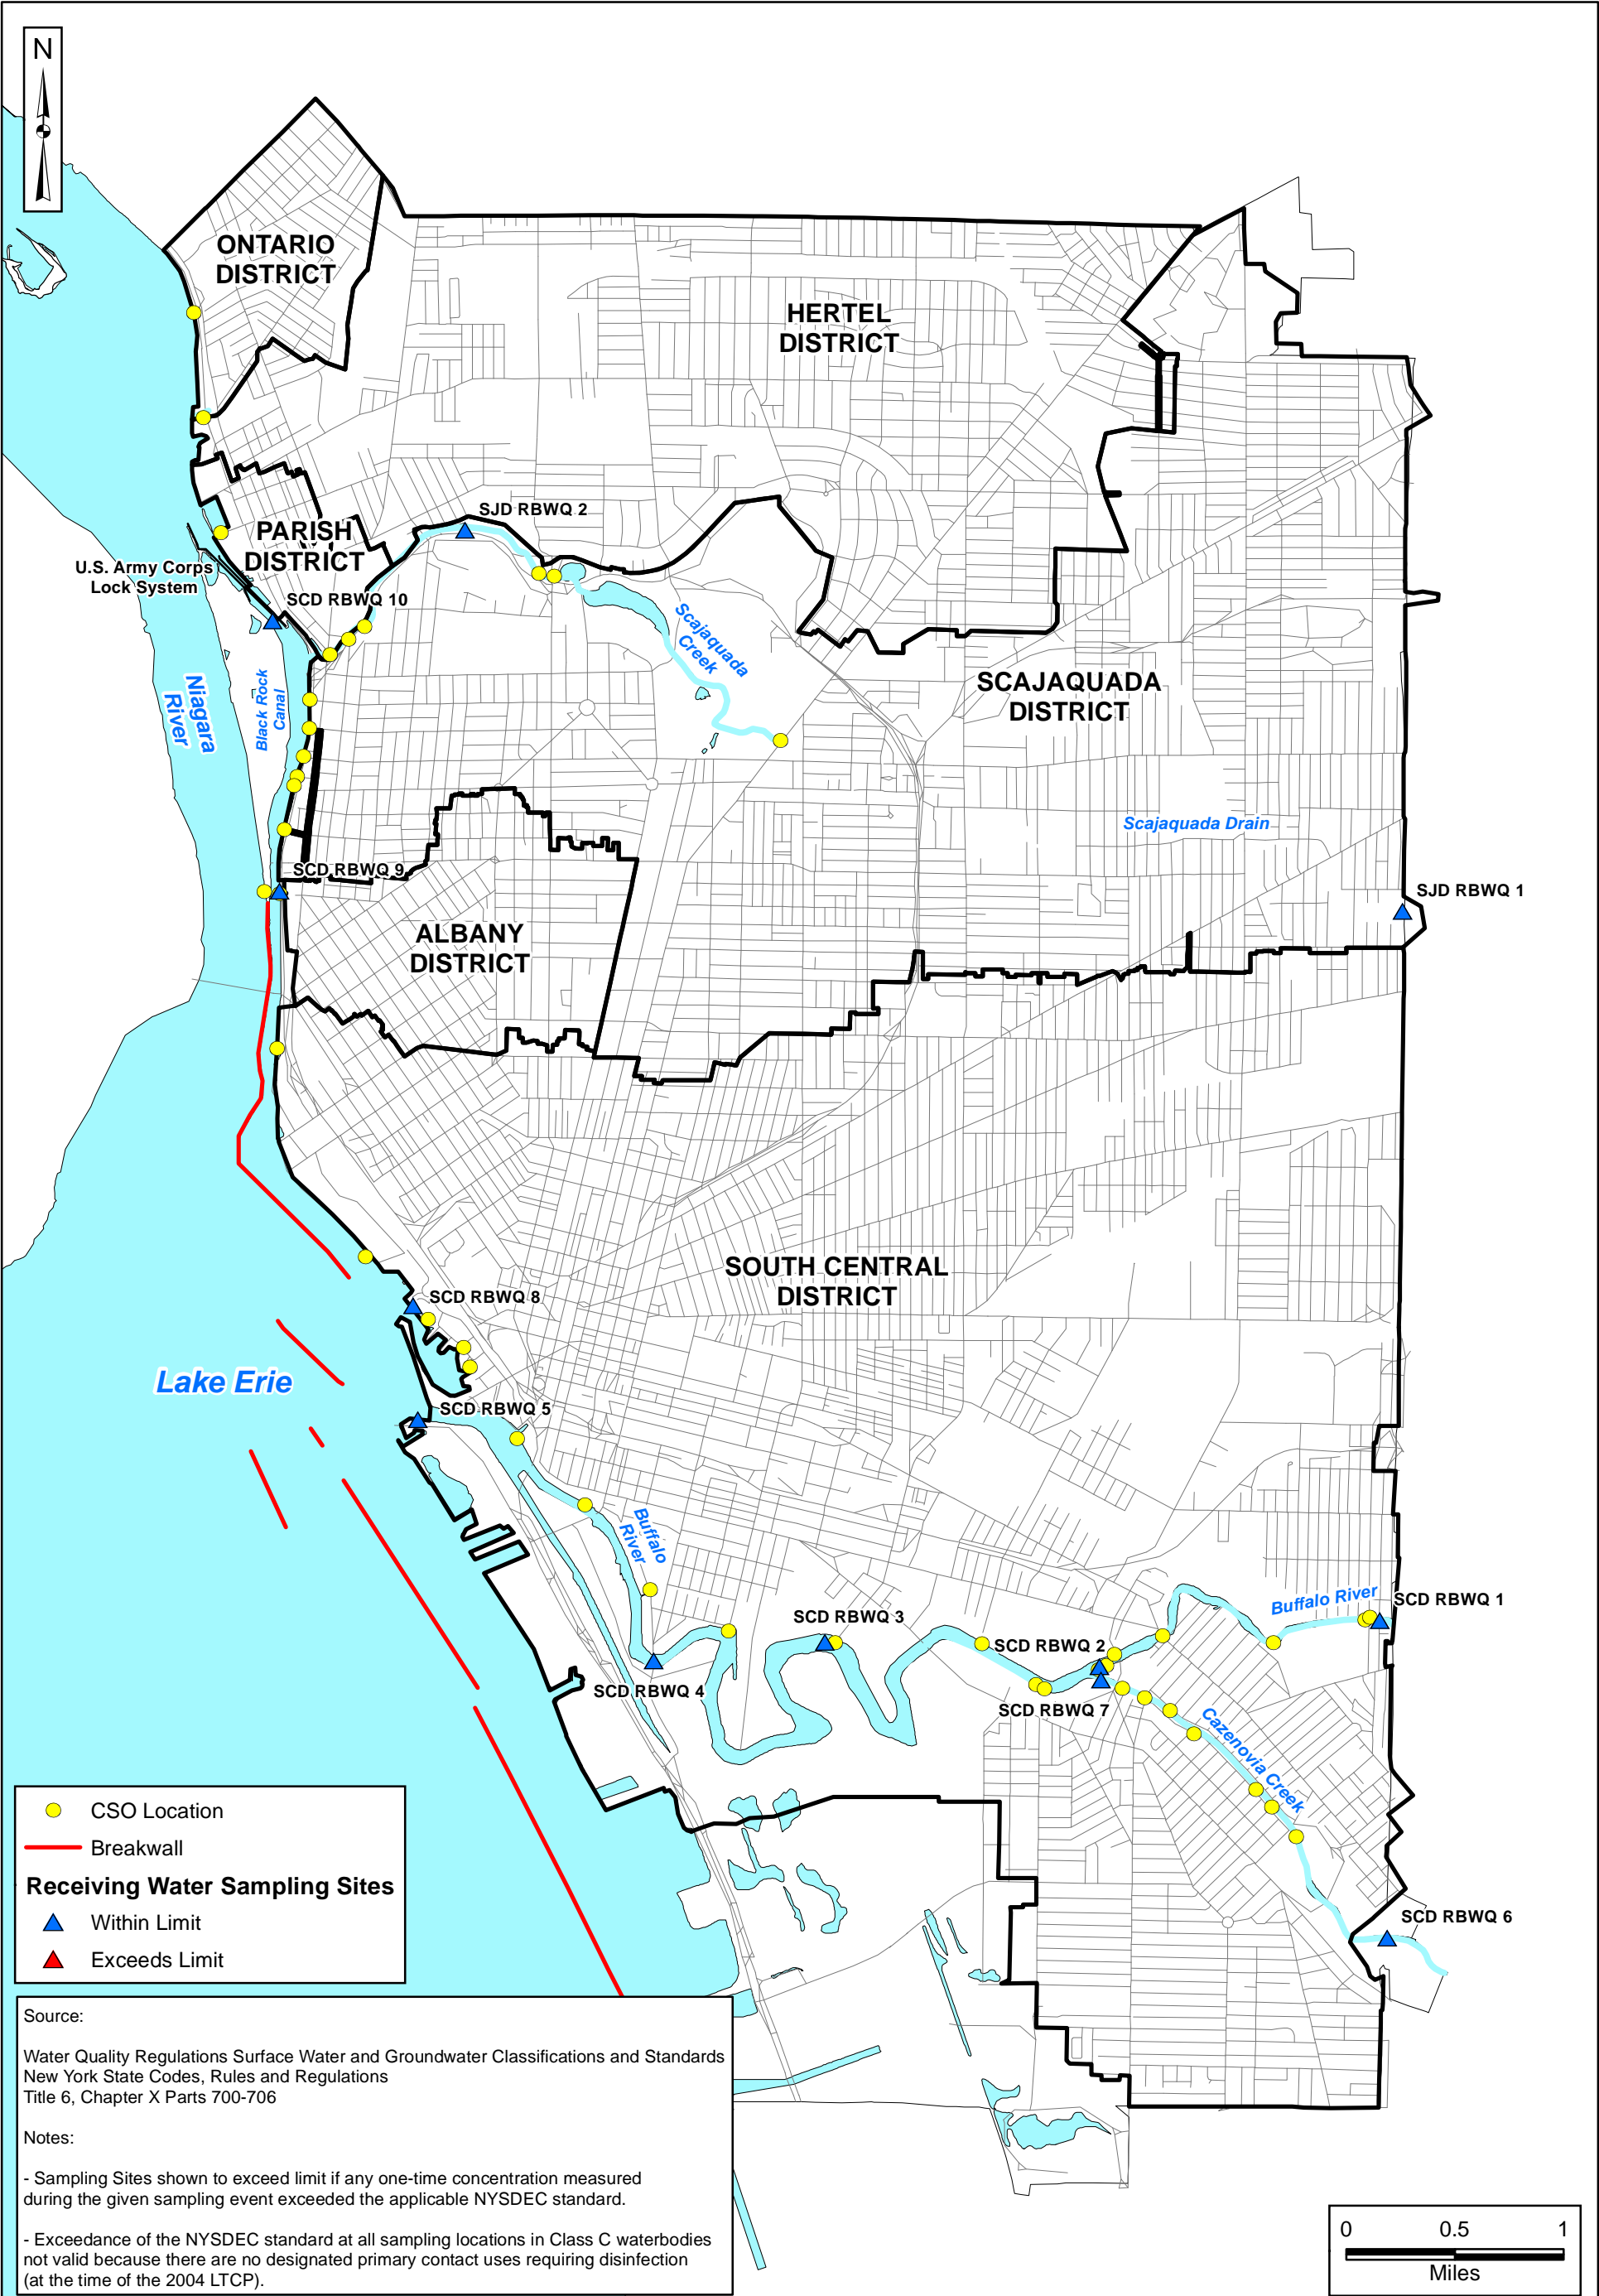 N
ONTARIO
DISTRICT
HERTEL
DISTRICT
SJD RBWQ 2
PARISH
DISTRICT
U.S. Army Corps
Lock System
SCD RBWQ 10
Scajaquada
Creek
SCAJAQUADA
DISTRICT
Niagara
River
Black Rock
Canal
Scajaquada Drain
SCD RBWQ 9
SJD RBWQ 1
ALBANY
DISTRICT
SOUTH CENTRAL
DISTRICT
SCD RBWQ 8
Lake Erie
SCD RBWQ 5
Buffalo
River
Buffalo River
SCD RBWQ 1
SCD RBWQ 3
SCD RBWQ 2
SCD RBWQ 4
SCD RBWQ 7
Cazenovia Creek
SCD RBWQ 6
CSO Location
Breakwall
Receiving Water Sampling Sites
Within Limit
Exceeds Limit
Source:
Water Quality Regulations Surface Water and Groundwater Classifications and Standards
New York State Codes, Rules and Regulations
Title 6, Chapter X Parts 700-706
Notes:
- Sampling Sites shown to exceed limit if any one-time concentration measured
during the given sampling event exceeded the applicable NYSDEC standard.
- Exceedance of the NYSDEC standard at all sampling locations in Class C waterbodies
not valid because there are no designated primary contact uses requiring disinfection
(at the time of the 2004 LTCP).
0 0.5 1
Miles